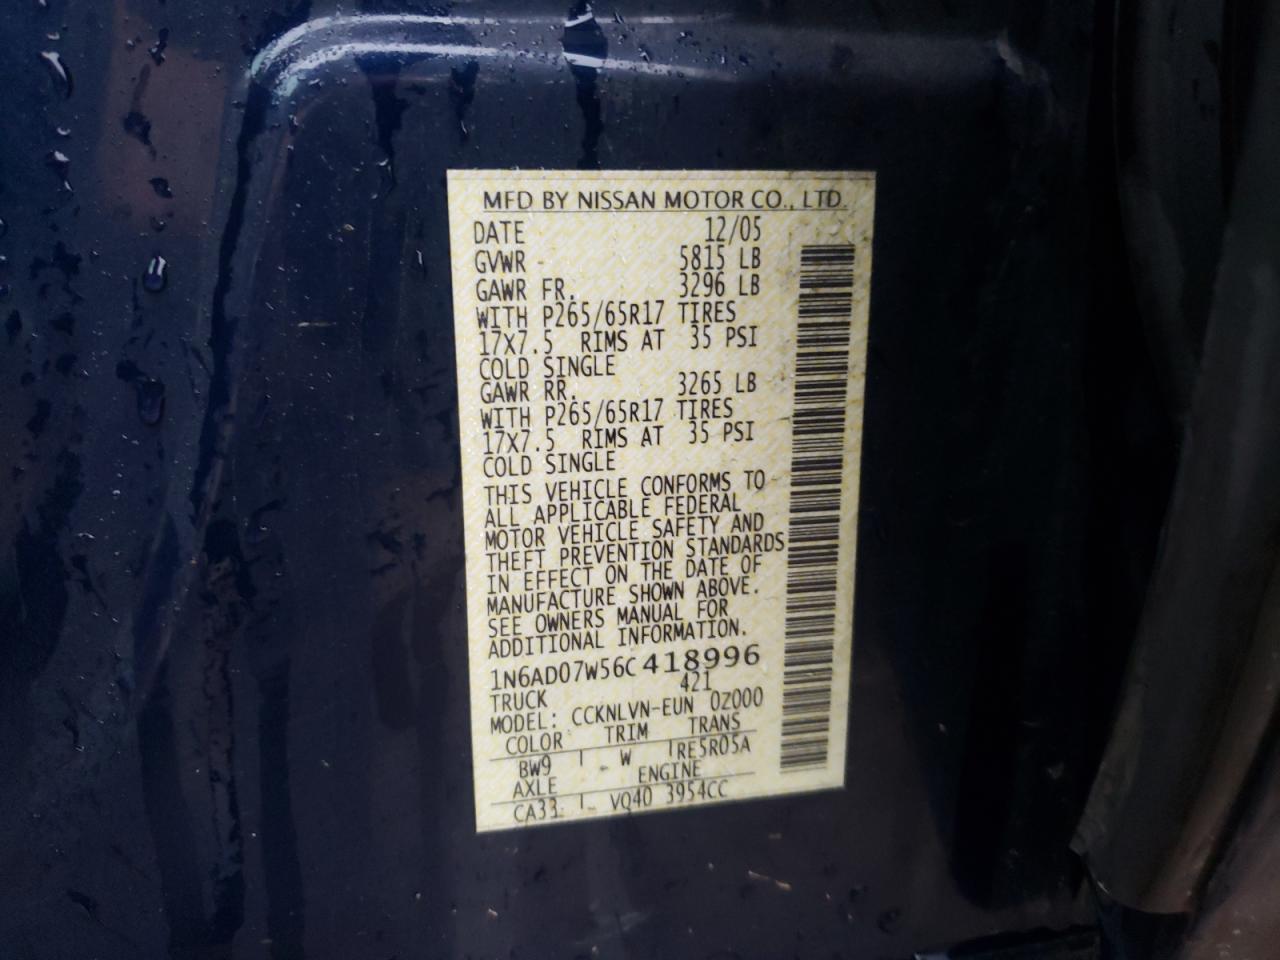 MFD BY NISSAN MOTOR CO., LTD.
DATE 12/05
GVWR 5815 LB
GAWR FR. 3296 LB
WITH P265/65R17 TIRES
17X7.5 RIMS AT 35 PSI
COLD SINGLE
GAWR RR. 3265 LB
WITH P265/65R17 TIRES
17X7.5 RIMS AT 35 PSI
COLD SINGLE
THIS VEHICLE CONFORMS TO
ALL APPLICABLE FEDERAL
MOTOR VEHICLE SAFETY AND
THEFT PREVENTION STANDARDS
IN EFFECT ON THE DATE OF
MANUFACTURE SHOWN ABOVE.
SEE OWNERS MANUAL FOR
ADDITIONAL INFORMATION.
1N6AD07W56C418996
TRUCK 421
MODEL: CCKNLVN-EUN 0Z000
COLOR TRIM TRANS
BW9 W RE5R05A
AXLE ENGINE
CA33 VQ40 3954CC